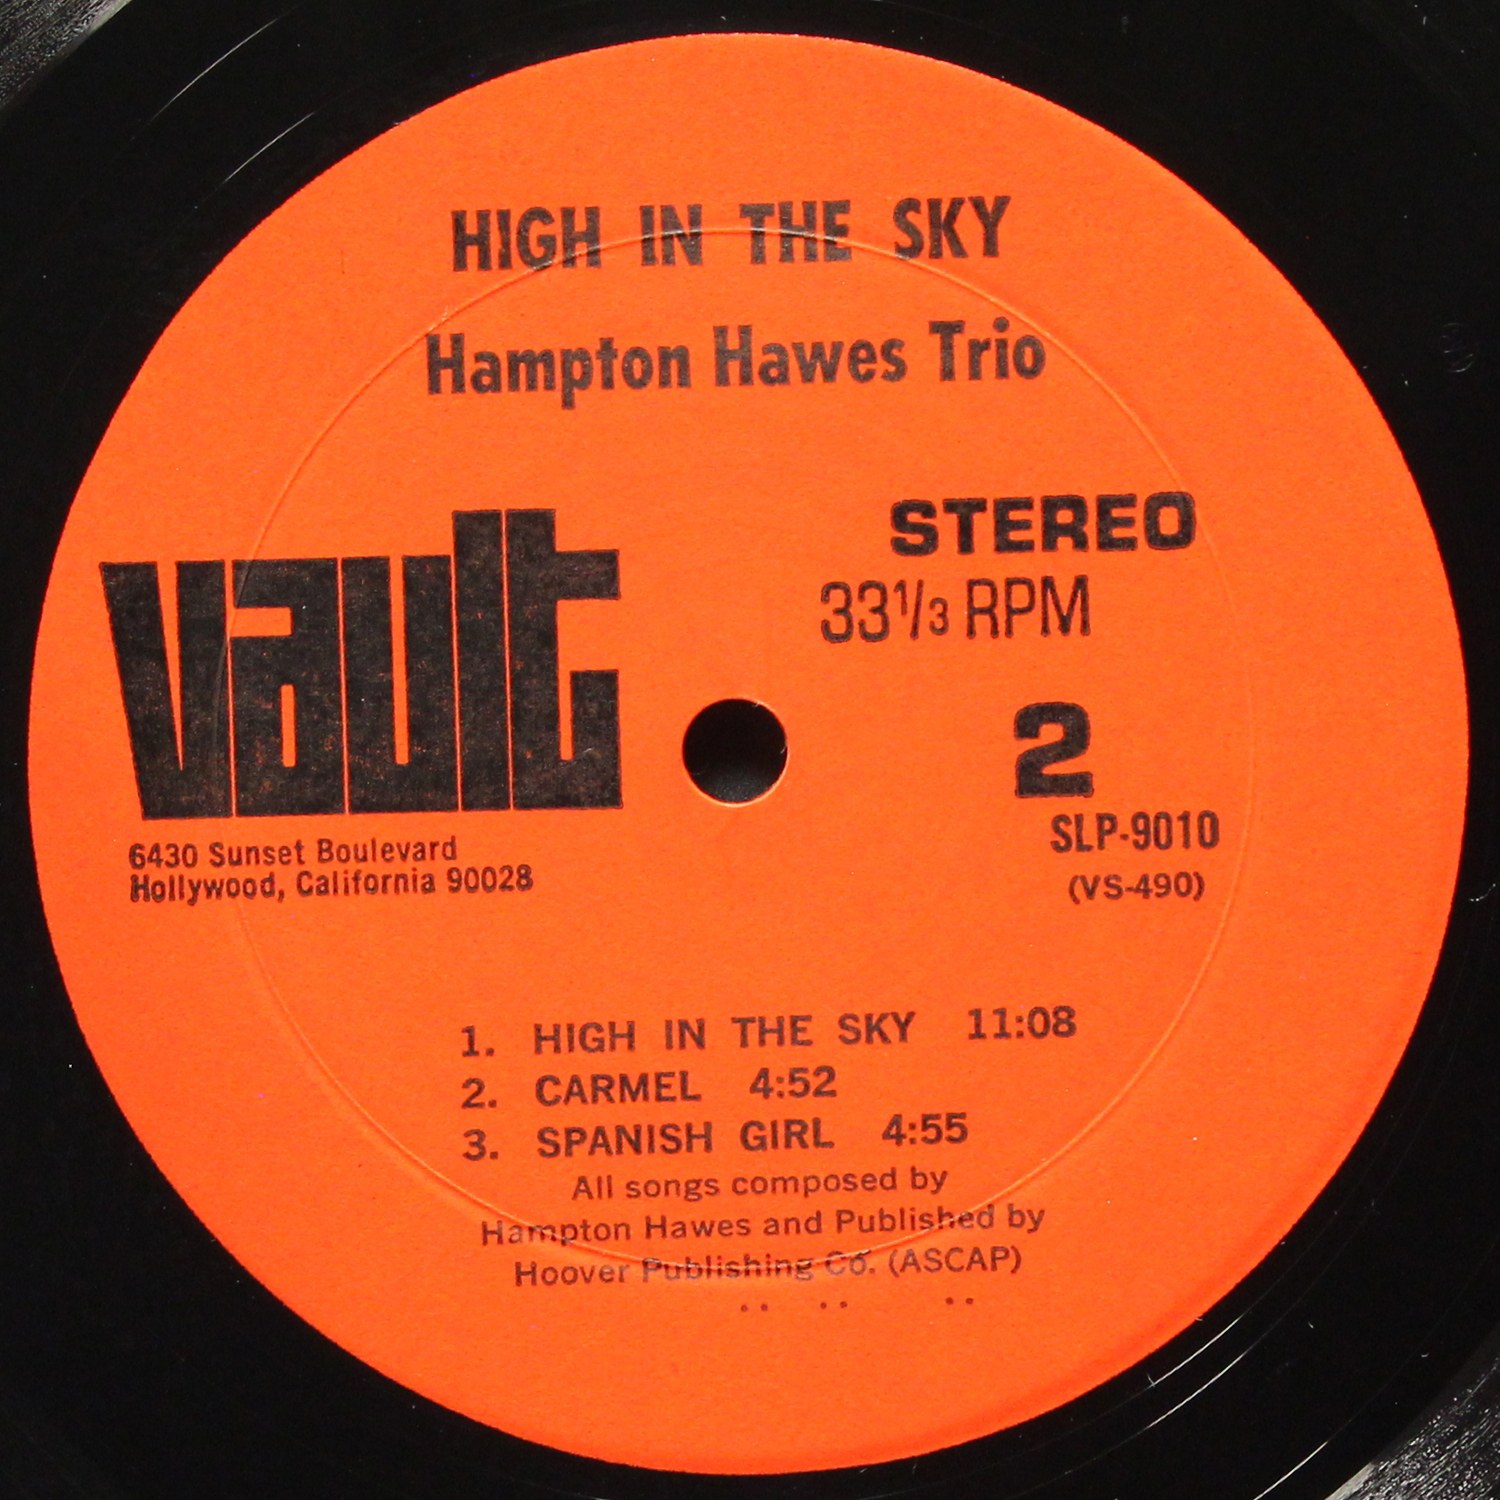 HIGH IN THE SKY
Hampton Hawes Trio
vault
6430 Sunset Boulevard
Hollywood, California 90028
STEREO
33 1/3 RPM
2
SLP-9010
(VS-490)
1. HIGH IN THE SKY 11:08
2. CARMEL 4:52
3. SPANISH GIRL 4:55
All songs composed by
Hampton Hawes and Published by
Hoover Publishing Co. (ASCAP)